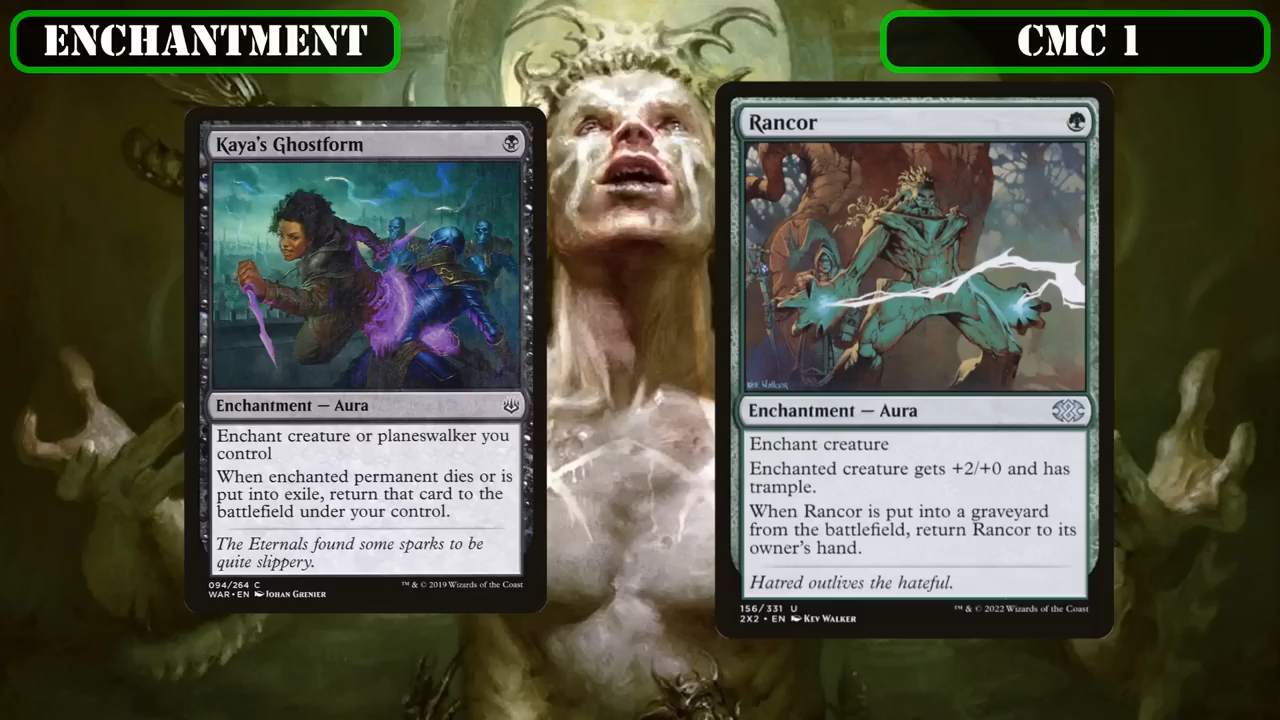 ENCHANTMENT
CMC 1
Kaya's Ghostform
Enchantment — Aura
Enchant creature or planeswalker you
control
When enchanted permanent dies or is
put into exile, return that card to the
battlefield under your control.
The Eternals found some sparks to be
quite slippery.
094/264 C
WAR • EN Johan Grenier
™ & © 2019 Wizards of the Coast
Rancor
Kev Walker
Enchantment — Aura
Enchant creature
Enchanted creature gets +2/+0 and has
trample.
When Rancor is put into a graveyard
from the battlefield, return Rancor to its
owner's hand.
Hatred outlives the hateful.
156/331 U
2X2 • EN Kev Walker
™ & © 2022 Wizards of the Coast